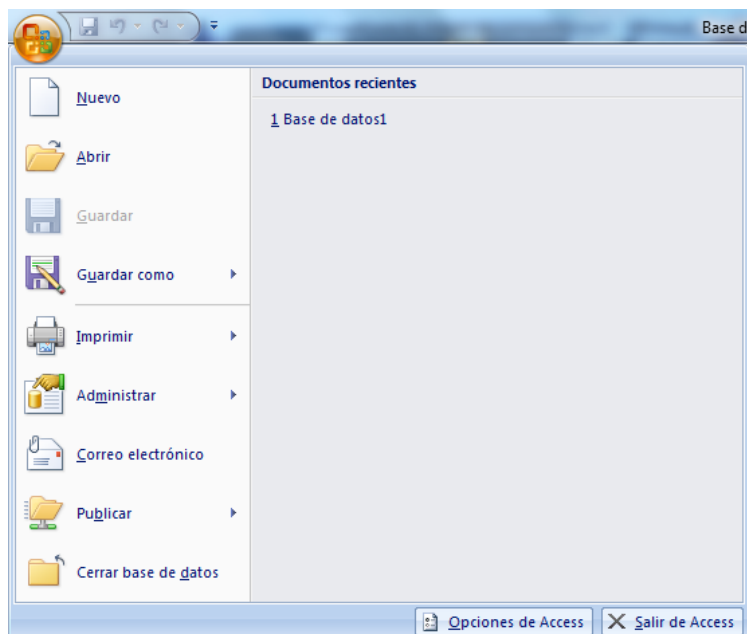 Base d
Nuevo
Abrir
Guardar
Guardar como
Imprimir
Administrar
Correo electrónico
Publicar
Cerrar base de datos
Documentos recientes
1 Base de datos1
Opciones de Access
Salir de Access